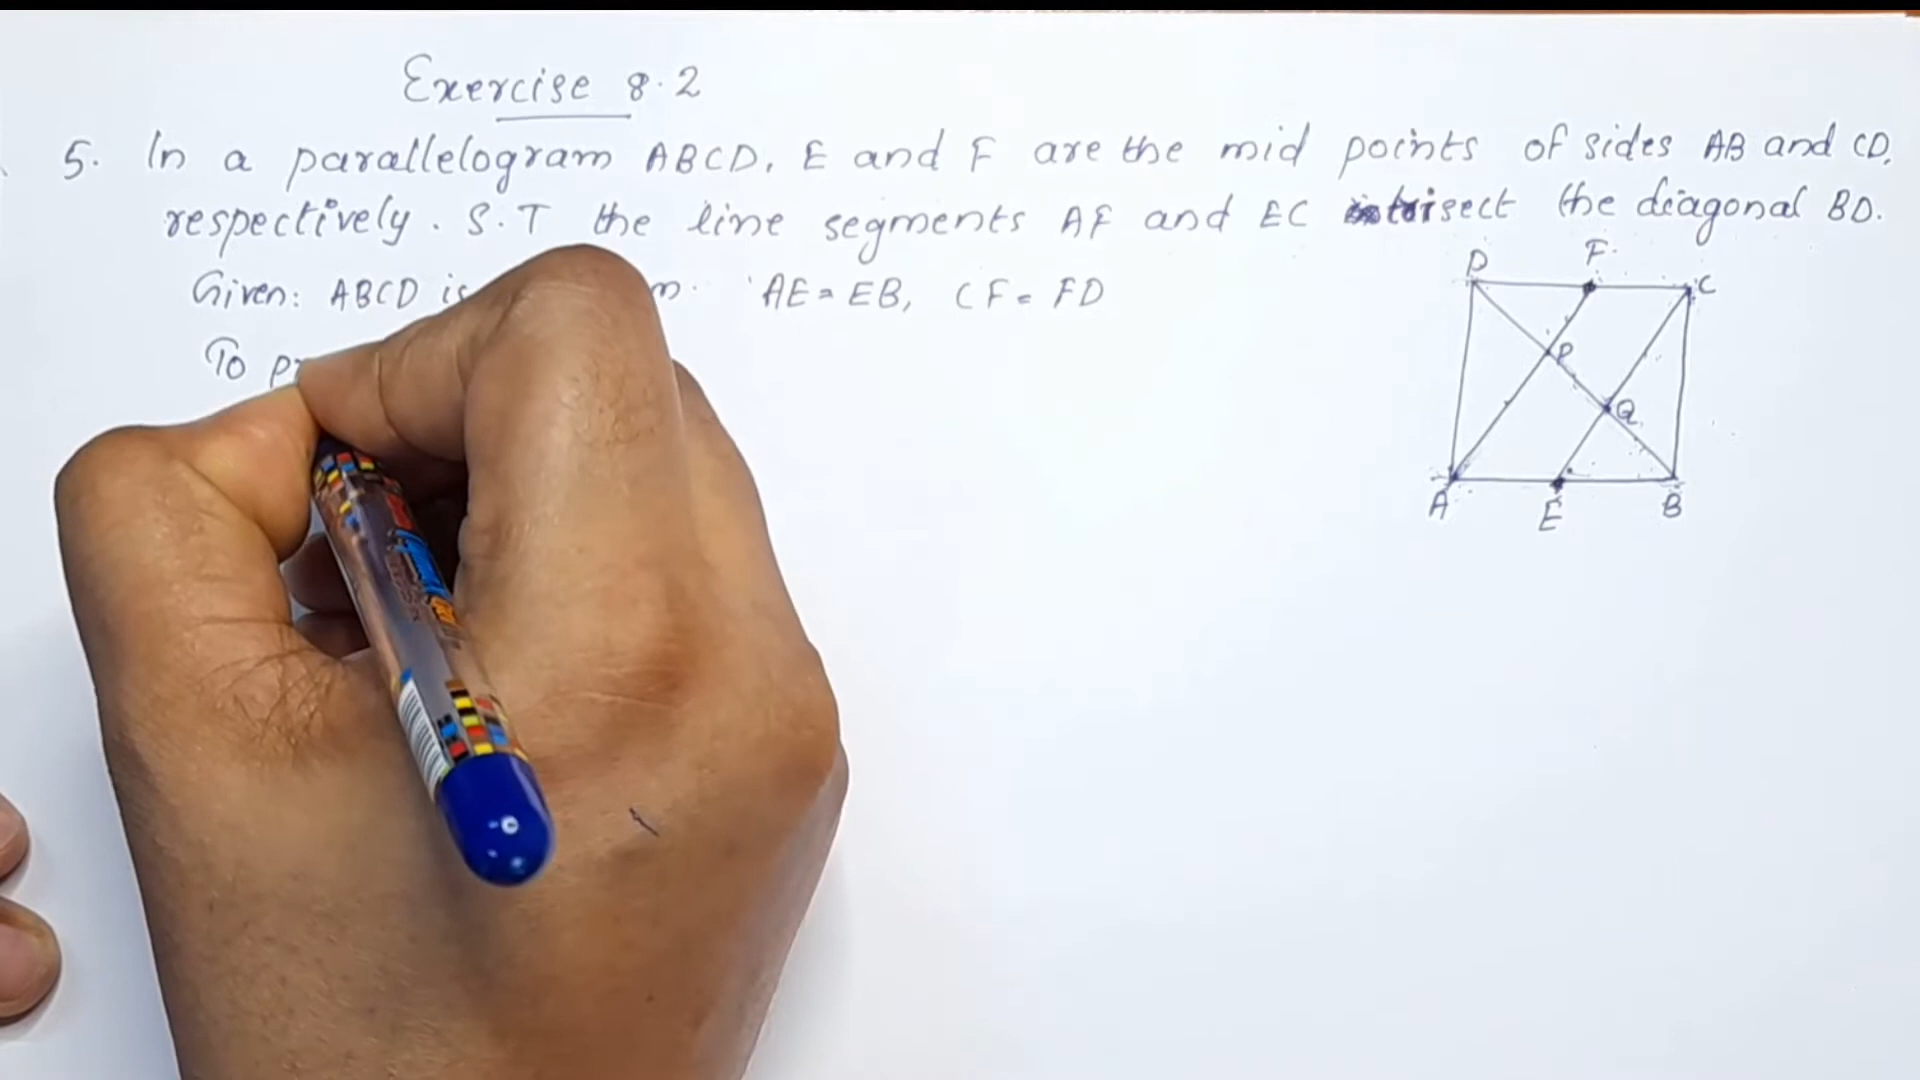 Exercise 8.2
5. In a parallelogram ABCD, E and F are the mid points of sides AB and CD,
respectively. S.T the line segments AF and EC trisect the diagonal BD.
Given: ABCD is AE = EB, CF = FD
To
D F C
P
Q
A E B